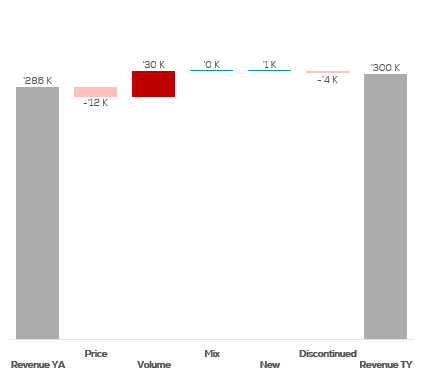 '286 K
-'12 K
'30 K
'0 K
'1 K
-'4 K
'300 K
Revenue YA
Price
Volume
Mix
New
Discontinued
Revenue TY